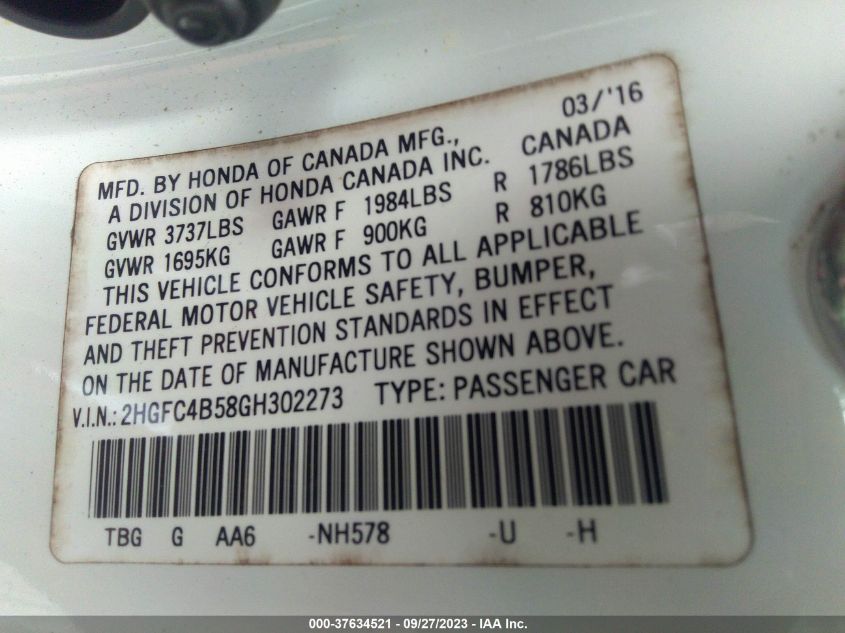 03/'16
MFD. BY HONDA OF CANADA MFG., CANADA
A DIVISION OF HONDA CANADA INC.
GVWR 3737LBS GAWR F 1984LBS R 1786LBS
GVWR 1695KG GAWR F 900KG R 810KG
THIS VEHICLE CONFORMS TO ALL APPLICABLE
FEDERAL MOTOR VEHICLE SAFETY, BUMPER,
AND THEFT PREVENTION STANDARDS IN EFFECT
ON THE DATE OF MANUFACTURE SHOWN ABOVE.
V.I.N.: 2HGFC4B58GH302273 TYPE: PASSENGER CAR
TBG G AA6 -NH578 -U -H
000-37634521 - 09/27/2023 - IAA Inc.